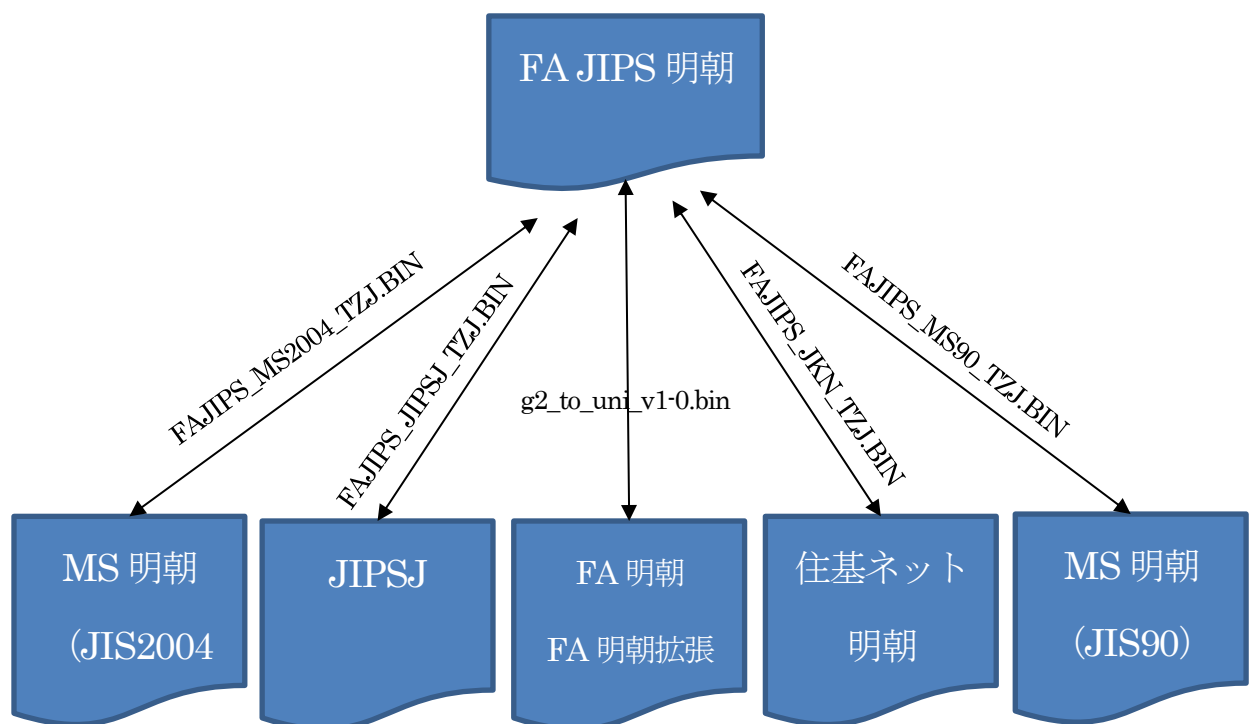 FA JIPS 明朝
FAJIPS_MS2004_TZJ.BIN
FAJIPS_JIPSJ_TZJ.BIN
g2_to_uni_v1-0.bin
FAJIPS_JKN_TZJ.BIN
FAJIPS_MS90_TZJ.BIN
MS 明朝
(JIS2004
JIPSJ
FA 明朝
FA 明朝拡張
住基ネット
明朝
MS 明朝
(JIS90)